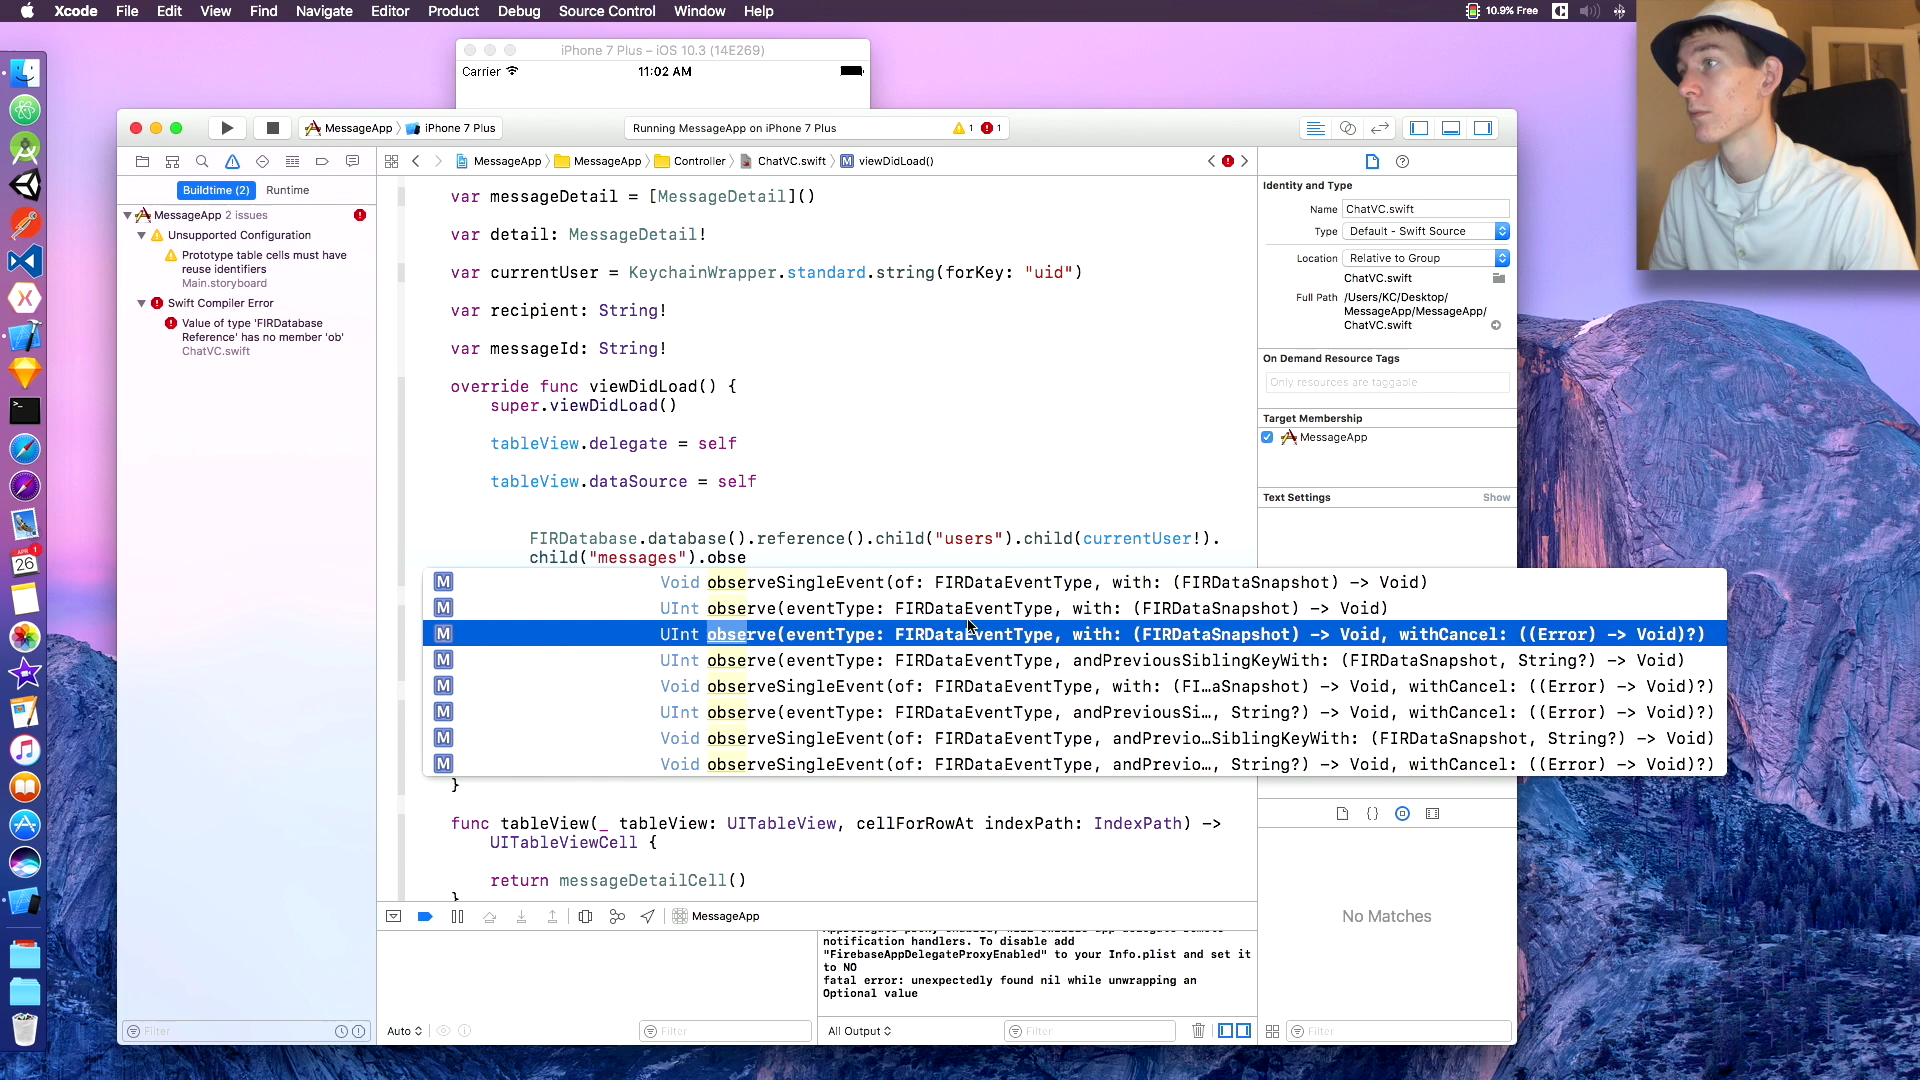 Xcode File Edit View Find Navigate Editor Product Debug Source Control Window Help
10.9% Free
iPhone 7 Plus – iOS 10.3 (14E269)
Carrier 11:02 AM
MessageApp iPhone 7 Plus
Running MessageApp on iPhone 7 Plus
1 1
MessageApp MessageApp Controller ChatVC.swift viewDidLoad()
Buildtime (2) Runtime
MessageApp 2 issues
Unsupported Configuration
Prototype table cells must have
reuse identifiers
Main.storyboard
Swift Compiler Error
Value of type 'FIRDatabase
Reference' has no member 'ob'
ChatVC.swift
var messageDetail = [MessageDetail]()
var detail: MessageDetail!
var currentUser = KeychainWrapper.standard.string(forKey: "uid")
var recipient: String!
var messageId: String!
override func viewDidLoad() {
super.viewDidLoad()
tableView.delegate = self
tableView.dataSource = self
FIRDatabase.database().reference().child("users").child(currentUser!).
child("messages").obse
M Void observeSingleEvent(of: FIRDataEventType, with: (FIRDataSnapshot) -> Void)
M UInt observe(eventType: FIRDataEventType, with: (FIRDataSnapshot) -> Void)
M UInt observe(eventType: FIRDataEventType, with: (FIRDataSnapshot) -> Void, withCancel: ((Error) -> Void)?)
M UInt observe(eventType: FIRDataEventType, andPreviousSiblingKeyWith: (FIRDataSnapshot, String?) -> Void)
M Void observeSingleEvent(of: FIRDataEventType, with: (FI…aSnapshot) -> Void, withCancel: ((Error) -> Void)?)
M UInt observe(eventType: FIRDataEventType, andPreviousSi…, String?) -> Void, withCancel: ((Error) -> Void)?)
M Void observeSingleEvent(of: FIRDataEventType, andPrevio…SiblingKeyWith: (FIRDataSnapshot, String?) -> Void)
M Void observeSingleEvent(of: FIRDataEventType, andPrevio…, String?) -> Void, withCancel: ((Error) -> Void)?)
}
func tableView(_ tableView: UITableView, cellForRowAt indexPath: IndexPath) ->
UITableViewCell {
return messageDetailCell()
}
MessageApp
notification handlers. To disable add
"FirebaseAppDelegateProxyEnabled" to your Info.plist and set it
to NO
fatal error: unexpectedly found nil while unwrapping an
Optional value
Filter
Auto
Filter
All Output
Filter
Filter
Identity and Type
Name ChatVC.swift
Type Default - Swift Source
Location Relative to Group
ChatVC.swift
Full Path /Users/KC/Desktop/
MessageApp/MessageApp/
ChatVC.swift
On Demand Resource Tags
Only resources are taggable
Target Membership
MessageApp
Text Settings Show
No Matches
APR
26
1